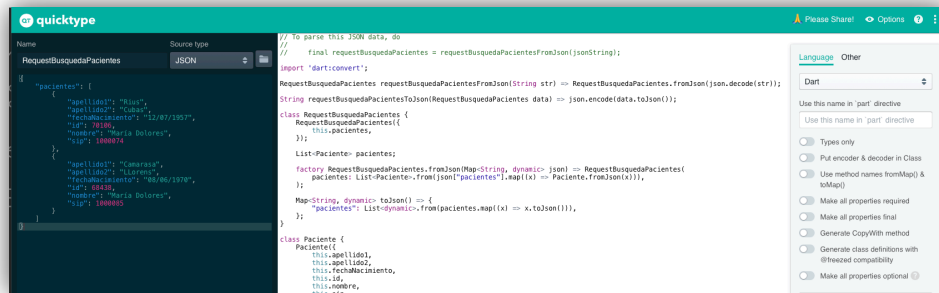 quicktype
Please Share!
Options
Name
Source type
RequestBusquedaPacientes
JSON
{
"pacientes": [
{
"apellido1": "Rius",
"apellido2": "Cubas",
"fechaNacimiento": "12/07/1957",
"id": 70106,
"nombre": "María Dolores",
"sip": 1000074
},
{
"apellido1": "Camarasa",
"apellido2": "LLorens",
"fechaNacimiento": "08/06/1970",
"id": 68438,
"nombre": "María Dolores",
"sip": 1000085
}
]
}
// To parse this JSON data, do
//
// final requestBusquedaPacientes = requestBusquedaPacientesFromJson(jsonString);
import 'dart:convert';
RequestBusquedaPacientes requestBusquedaPacientesFromJson(String str) => RequestBusquedaPacientes.fromJson(json.decode(str));
String requestBusquedaPacientesToJson(RequestBusquedaPacientes data) => json.encode(data.toJson());
class RequestBusquedaPacientes {
RequestBusquedaPacientes({
this.pacientes,
});
List<Paciente> pacientes;
factory RequestBusquedaPacientes.fromJson(Map<String, dynamic> json) => RequestBusquedaPacientes(
pacientes: List<Paciente>.from(json["pacientes"].map((x) => Paciente.fromJson(x))),
);
Map<String, dynamic> toJson() => {
"pacientes": List<dynamic>.from(pacientes.map((x) => x.toJson())),
};
}
class Paciente {
Paciente({
this.apellido1,
this.apellido2,
this.fechaNacimiento,
this.id,
this.nombre,
Language
Other
Dart
Use this name in `part` directive
Use this name in `part` directive
Types only
Put encoder & decoder in Class
Use method names fromMap() &
toMap()
Make all properties required
Make all properties final
Generate CopyWith method
Generate class definitions with
@freezed compatibility
Make all properties optional